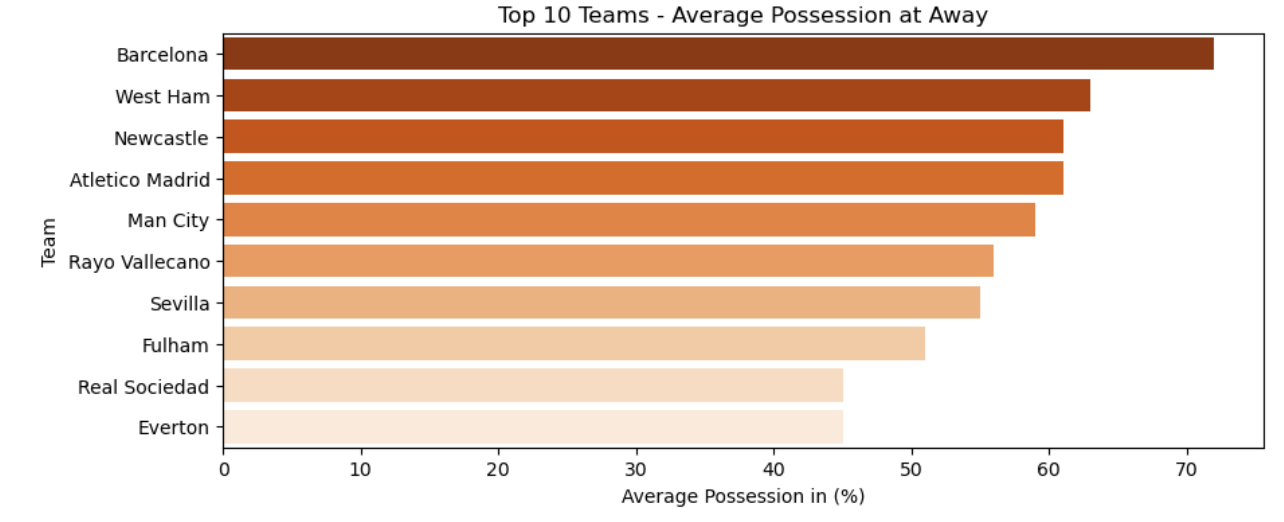 Top 10 Teams - Average Possession at Away
Team
Barcelona
West Ham
Newcastle
Atletico Madrid
Man City
Rayo Vallecano
Sevilla
Fulham
Real Sociedad
Everton
0 10 20 30 40 50 60 70
Average Possession in (%)